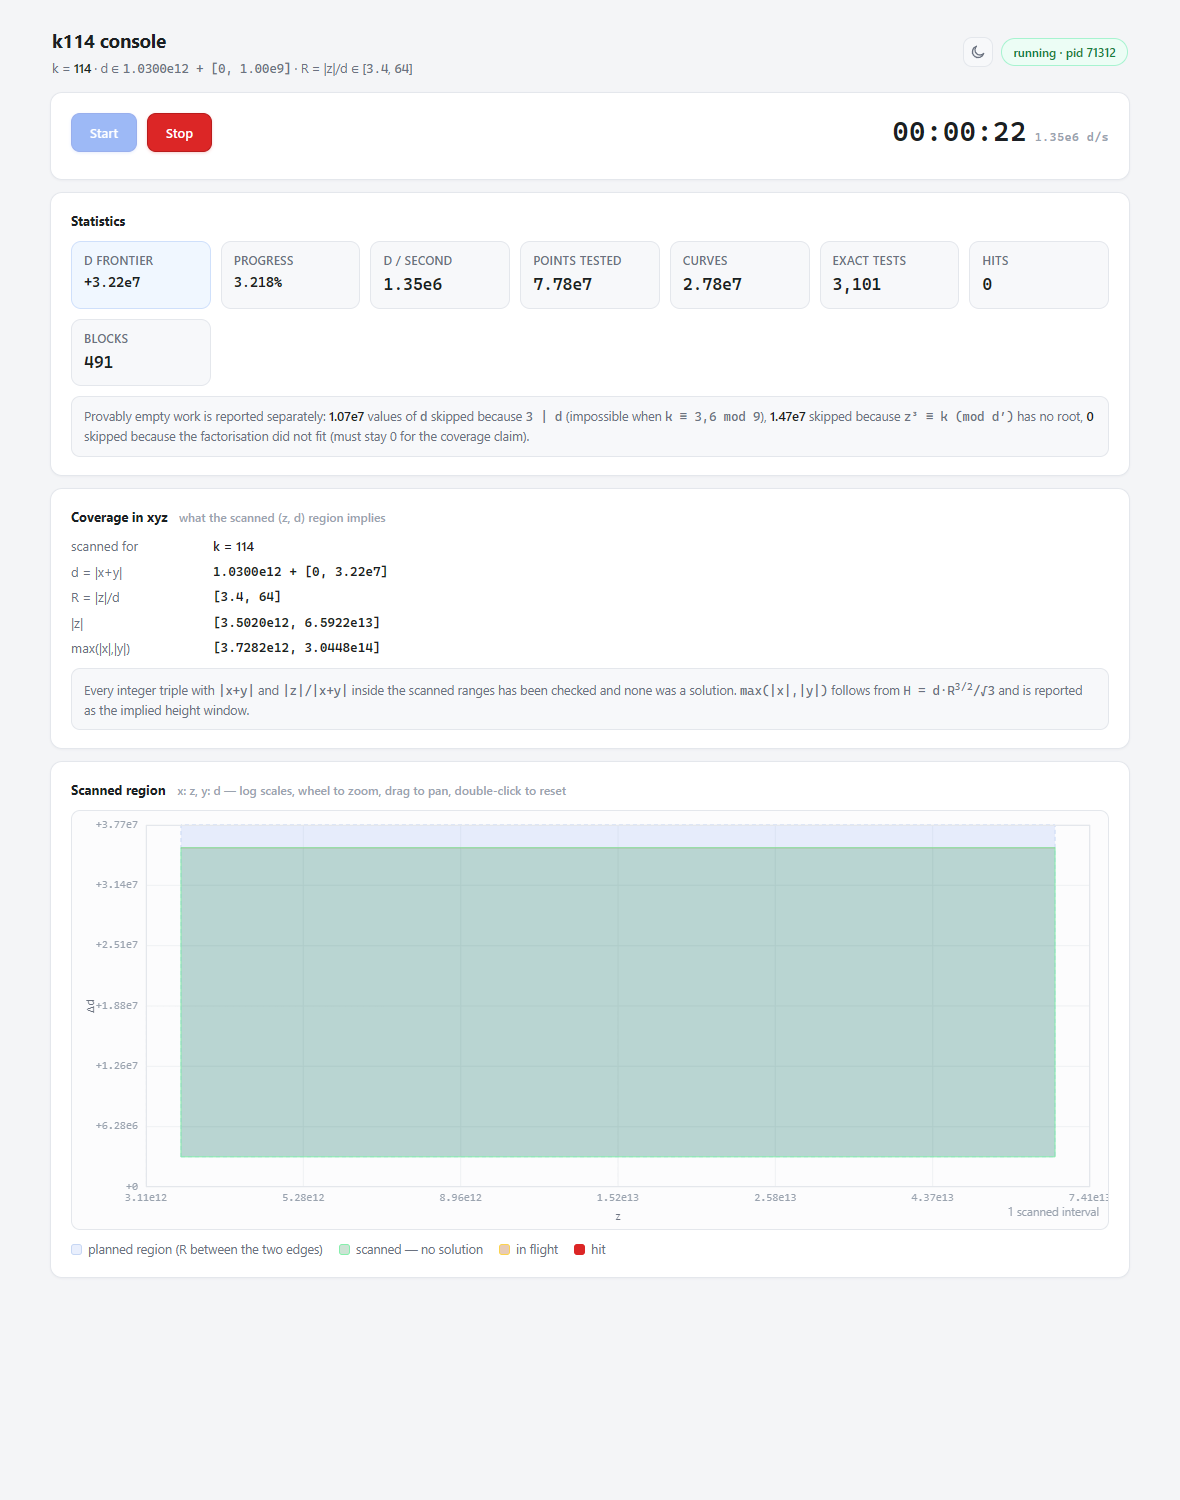 k114 console
k = 114 · d ∈ 1.0300e12 + [0, 1.00e9] · R = |z|/d ∈ [3.4, 64]
running · pid 71312
Start
Stop
00:00:22 1.35e6 d/s
Statistics
D FRONTIER
+3.22e7
PROGRESS
3.218%
D / SECOND
1.35e6
POINTS TESTED
7.78e7
CURVES
2.78e7
EXACT TESTS
3,101
HITS
0
BLOCKS
491
Provably empty work is reported separately: 1.07e7 values of d skipped because 3 | d (impossible when k ≡ 3,6 mod 9), 1.47e7 skipped because z³ ≡ k (mod d′) has no root, 0
skipped because the factorisation did not fit (must stay 0 for the coverage claim).
Coverage in xyz what the scanned (z, d) region implies
scanned for k = 114
d = |x+y| 1.0300e12 + [0, 3.22e7]
R = |z|/d [3.4, 64]
|z| [3.5020e12, 6.5922e13]
max(|x|,|y|) [3.7282e12, 3.0448e14]
Every integer triple with |x+y| and |z|/|x+y| inside the scanned ranges has been checked and none was a solution. max(|x|,|y|) follows from H = d·R^3/2/√3 and is reported
as the implied height window.
Scanned region x: z, y: d — log scales, wheel to zoom, drag to pan, double-click to reset
+3.77e7
+3.14e7
+2.51e7
Δd
+1.88e7
+1.26e7
+6.28e6
+0
3.11e12 5.28e12 8.96e12 1.52e13 2.58e13 4.37e13 7.41e13
1 scanned interval
z
planned region (R between the two edges) scanned — no solution in flight hit